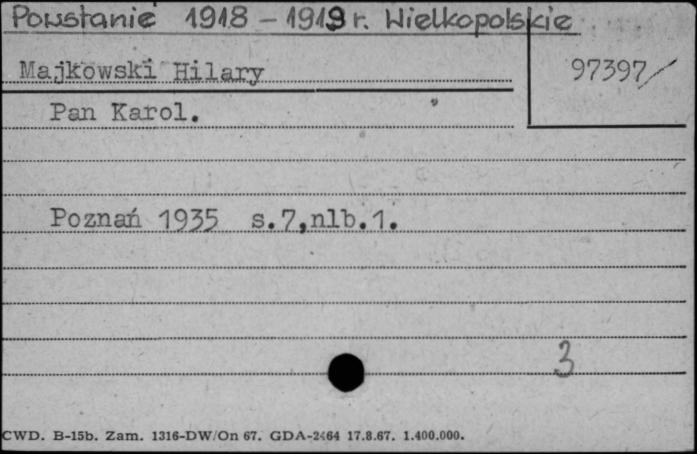 Powstanie 1918 - 1919 r. Wielkopolskie
Majkowski Hilary
97397/
Pan Karol.
Poznań 1935 s.7,nlb.1.
3
CWD. B-15b. Zam. 1316-DW/On 67. GDA-2464 17.8.67. 1.400.000.